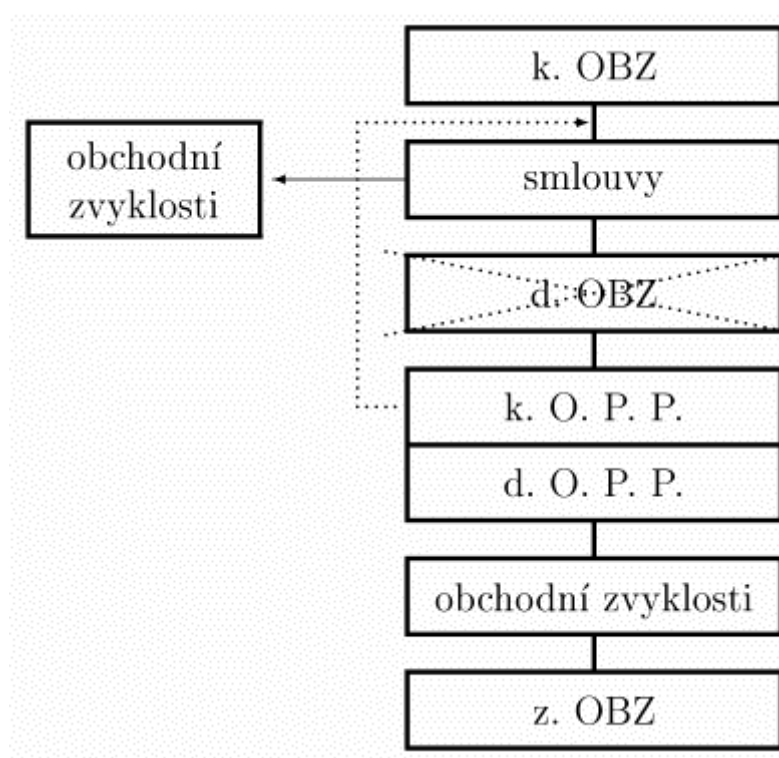 k. OBZ
obchodní
zvyklosti
smlouvy
d. OBZ
k. O. P. P.
d. O. P. P.
obchodní zvyklosti
z. OBZ